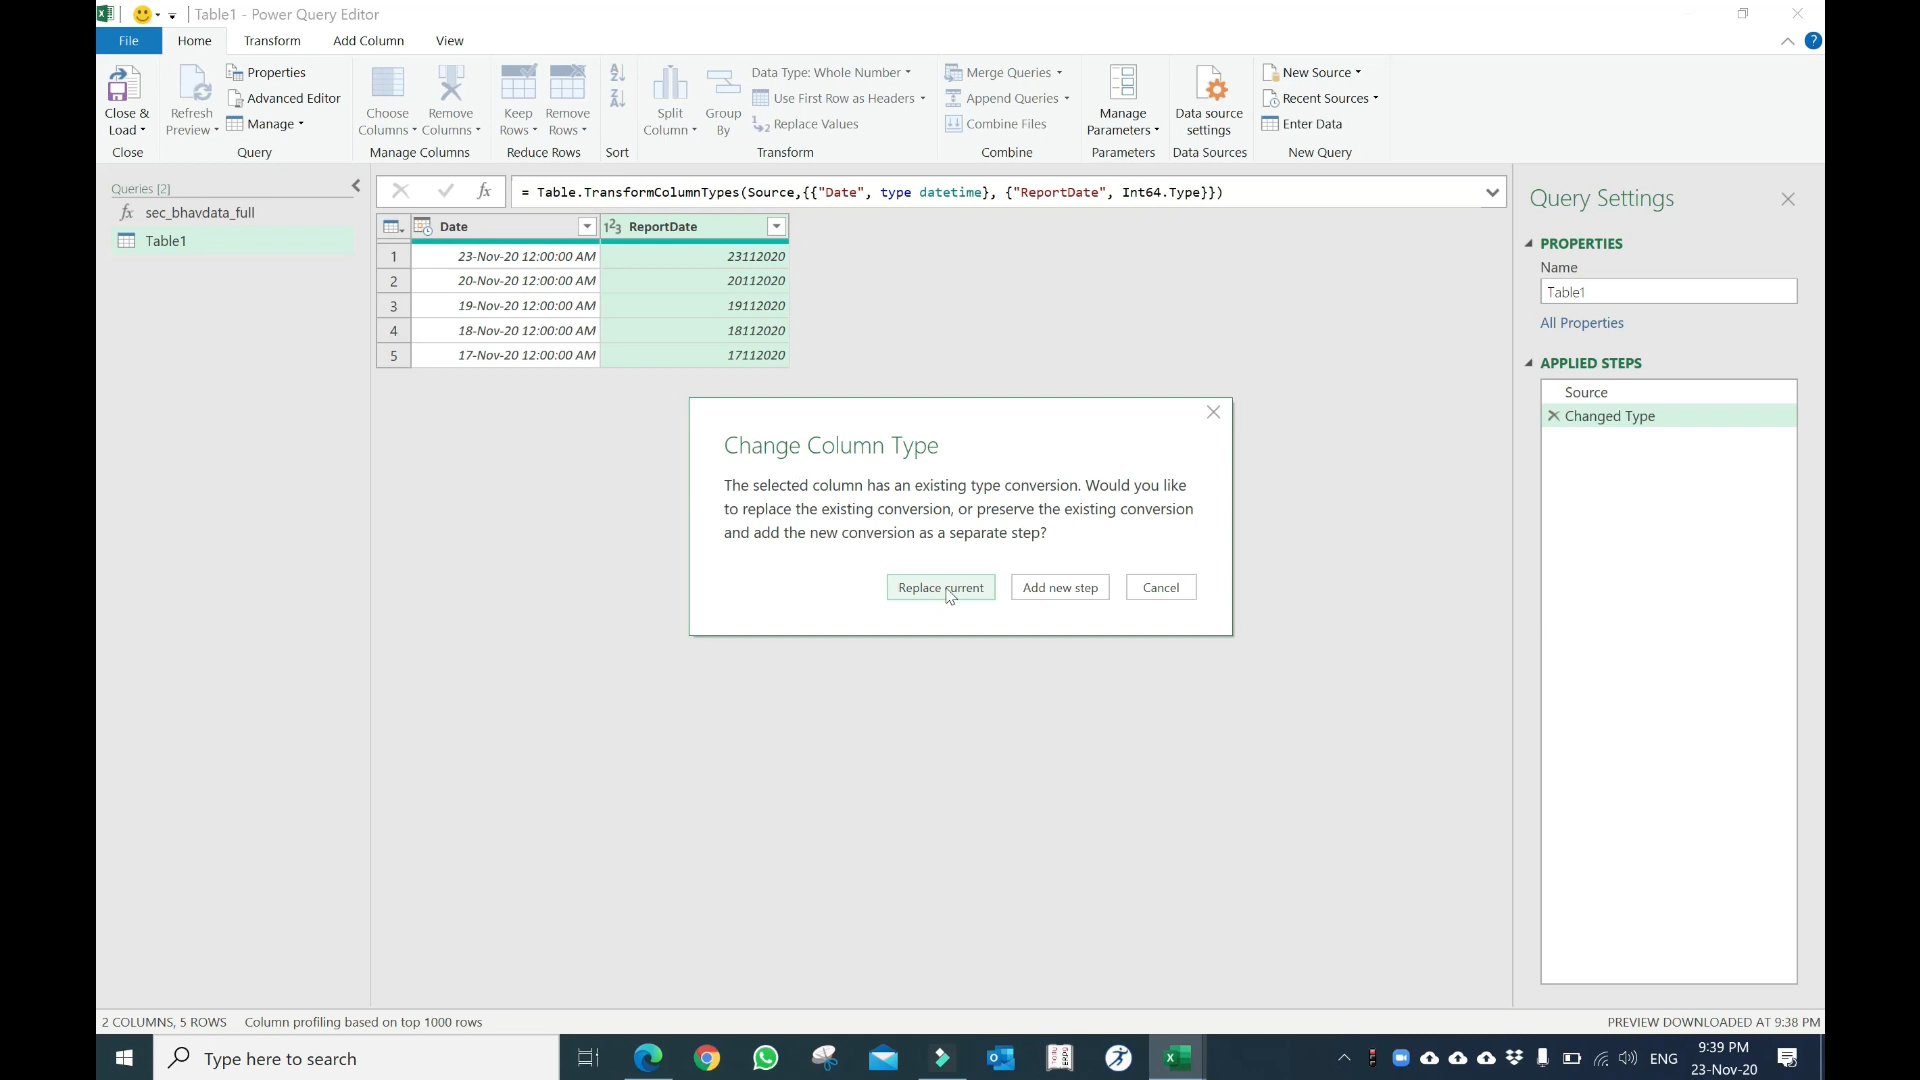 Table1 - Power Query Editor
File Home Transform Add Column View
Close & Load
Close
Refresh Preview
Properties
Advanced Editor
Manage
Query
Choose Columns
Remove Columns
Manage Columns
Keep Rows
Remove Rows
Reduce Rows
Sort
Split Column
Group By
Data Type: Whole Number
Use First Row as Headers
Replace Values
Transform
Merge Queries
Append Queries
Combine Files
Combine
Manage Parameters
Parameters
Data source settings
Data Sources
New Source
Recent Sources
Enter Data
New Query
Queries [2]
fx sec_bhavdata_full
Table1
fx = Table.TransformColumnTypes(Source,{{"Date", type datetime}, {"ReportDate", Int64.Type}})
Date 123 ReportDate
1 23-Nov-20 12:00:00 AM 23112020
2 20-Nov-20 12:00:00 AM 20112020
3 19-Nov-20 12:00:00 AM 19112020
4 18-Nov-20 12:00:00 AM 18112020
5 17-Nov-20 12:00:00 AM 17112020
Change Column Type
The selected column has an existing type conversion. Would you like
to replace the existing conversion, or preserve the existing conversion
and add the new conversion as a separate step?
Replace current Add new step Cancel
Query Settings
PROPERTIES
Name
Table1
All Properties
APPLIED STEPS
Source
Changed Type
2 COLUMNS, 5 ROWS Column profiling based on top 1000 rows
PREVIEW DOWNLOADED AT 9:38 PM
Type here to search
ENG
9:39 PM
23-Nov-20